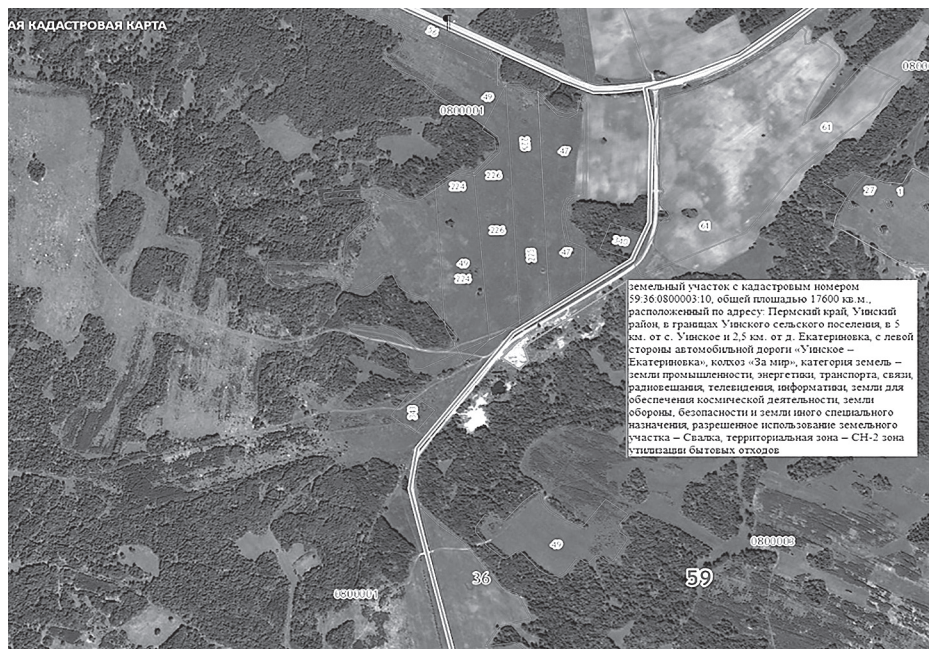 АЯ КАДАСТРОВАЯ КАРТА
36
0800
49
0800001
61
47
226
224
27
1
61
226
340
47
49
224
земельный участок с кадастровым номером
59:36:0800003:10, общей площадью 17600 кв.м.,
расположенный по адресу: Пермский край, Уинский
район, в границах Уинского сельского поселения, в 5
км. от с. Уинское и 2,5 км. от д. Екатериновка, с левой
стороны автомобильной дороги «Уинское –
Екатериновка», колхоз «За мир», категория земель –
земли промышленности, энергетики, транспорта, связи,
радиовещания, телевидения, информатики, земли для
обеспечения космической деятельности, земли
обороны, безопасности и земли иного специального
назначения, разрешенное использование земельного
участка – Свалка, территориальная зона – СН-2 зона
утилизации бытовых отходов
49
0800003
36
59
0800001